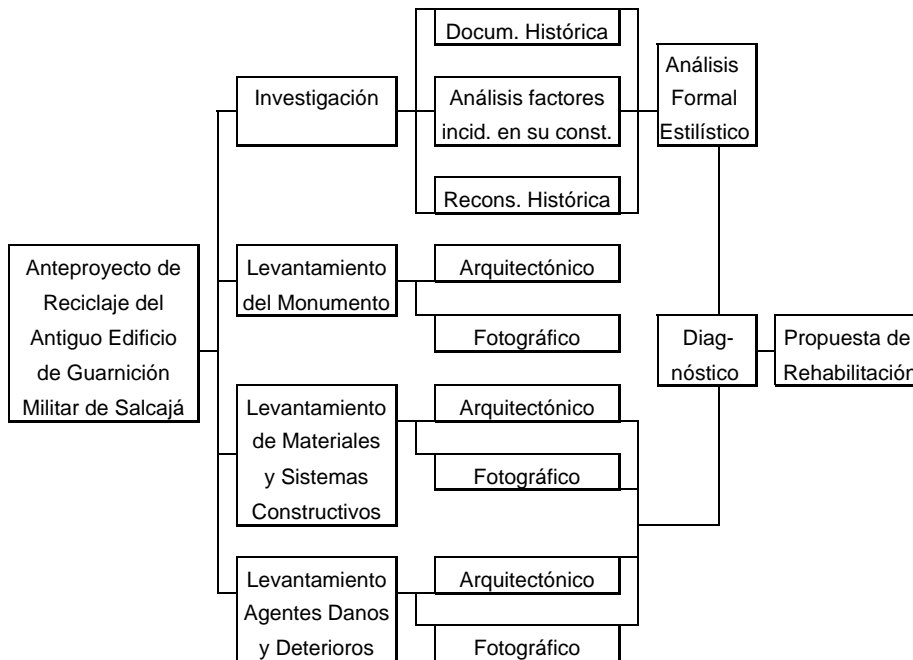 Anteproyecto de
Reciclaje del
Antiguo Edificio
de Guarnición
Militar de Salcajá
Investigación
Docum. Histórica
Análisis factores
incid. en su const.
Recons. Histórica
Análisis
Formal
Estilístico
Levantamiento
del Monumento
Arquitectónico
Fotográfico
Levantamiento
de Materiales
y Sistemas
Constructivos
Arquitectónico
Fotográfico
Levantamiento
Agentes Danos
y Deterioros
Arquitectónico
Fotográfico
Diag-
nóstico
Propuesta de
Rehabilitación